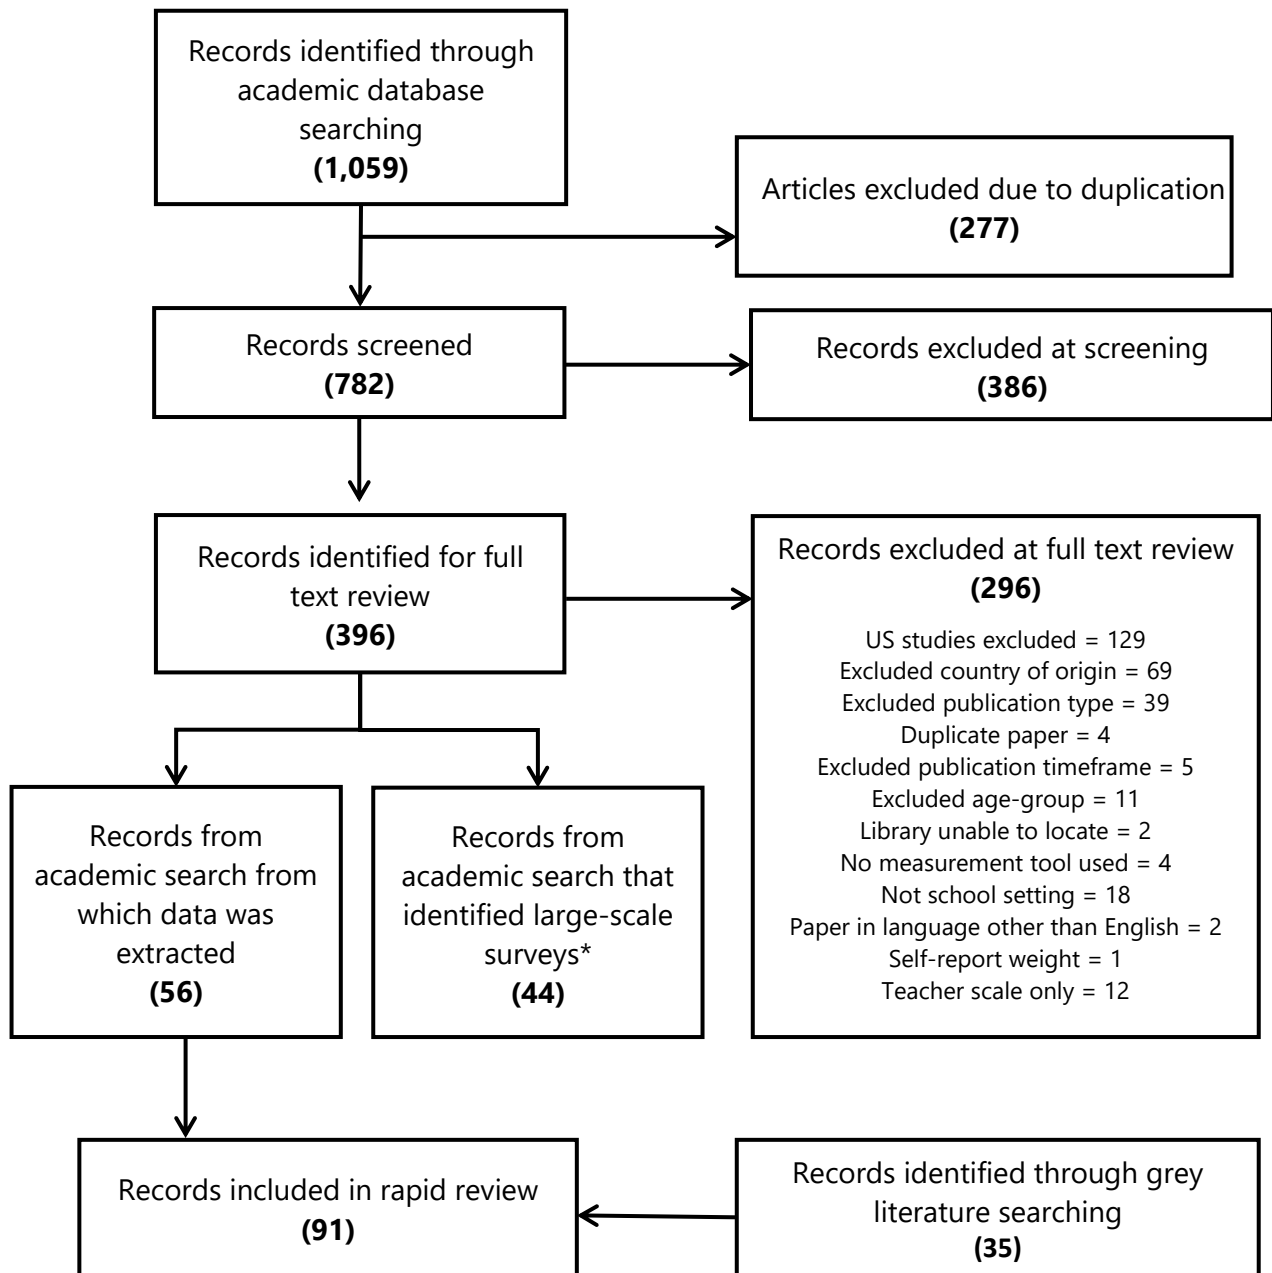 Records identified through
academic database
searching
(1,059)
Articles excluded due to duplication
(277)
Records screened
(782)
Records excluded at screening
(386)
Records identified for full
text review
(396)
Records excluded at full text review
(296)
US studies excluded = 129
Excluded country of origin = 69
Excluded publication type = 39
Duplicate paper = 4
Excluded publication timeframe = 5
Excluded age-group = 11
Library unable to locate = 2
No measurement tool used = 4
Not school setting = 18
Paper in language other than English = 2
Self-report weight = 1
Teacher scale only = 12
Records from
academic search from
which data was
extracted
(56)
Records from
academic search that
identified large-scale
surveys*
(44)
Records included in rapid review
(91)
Records identified through grey
literature searching
(35)